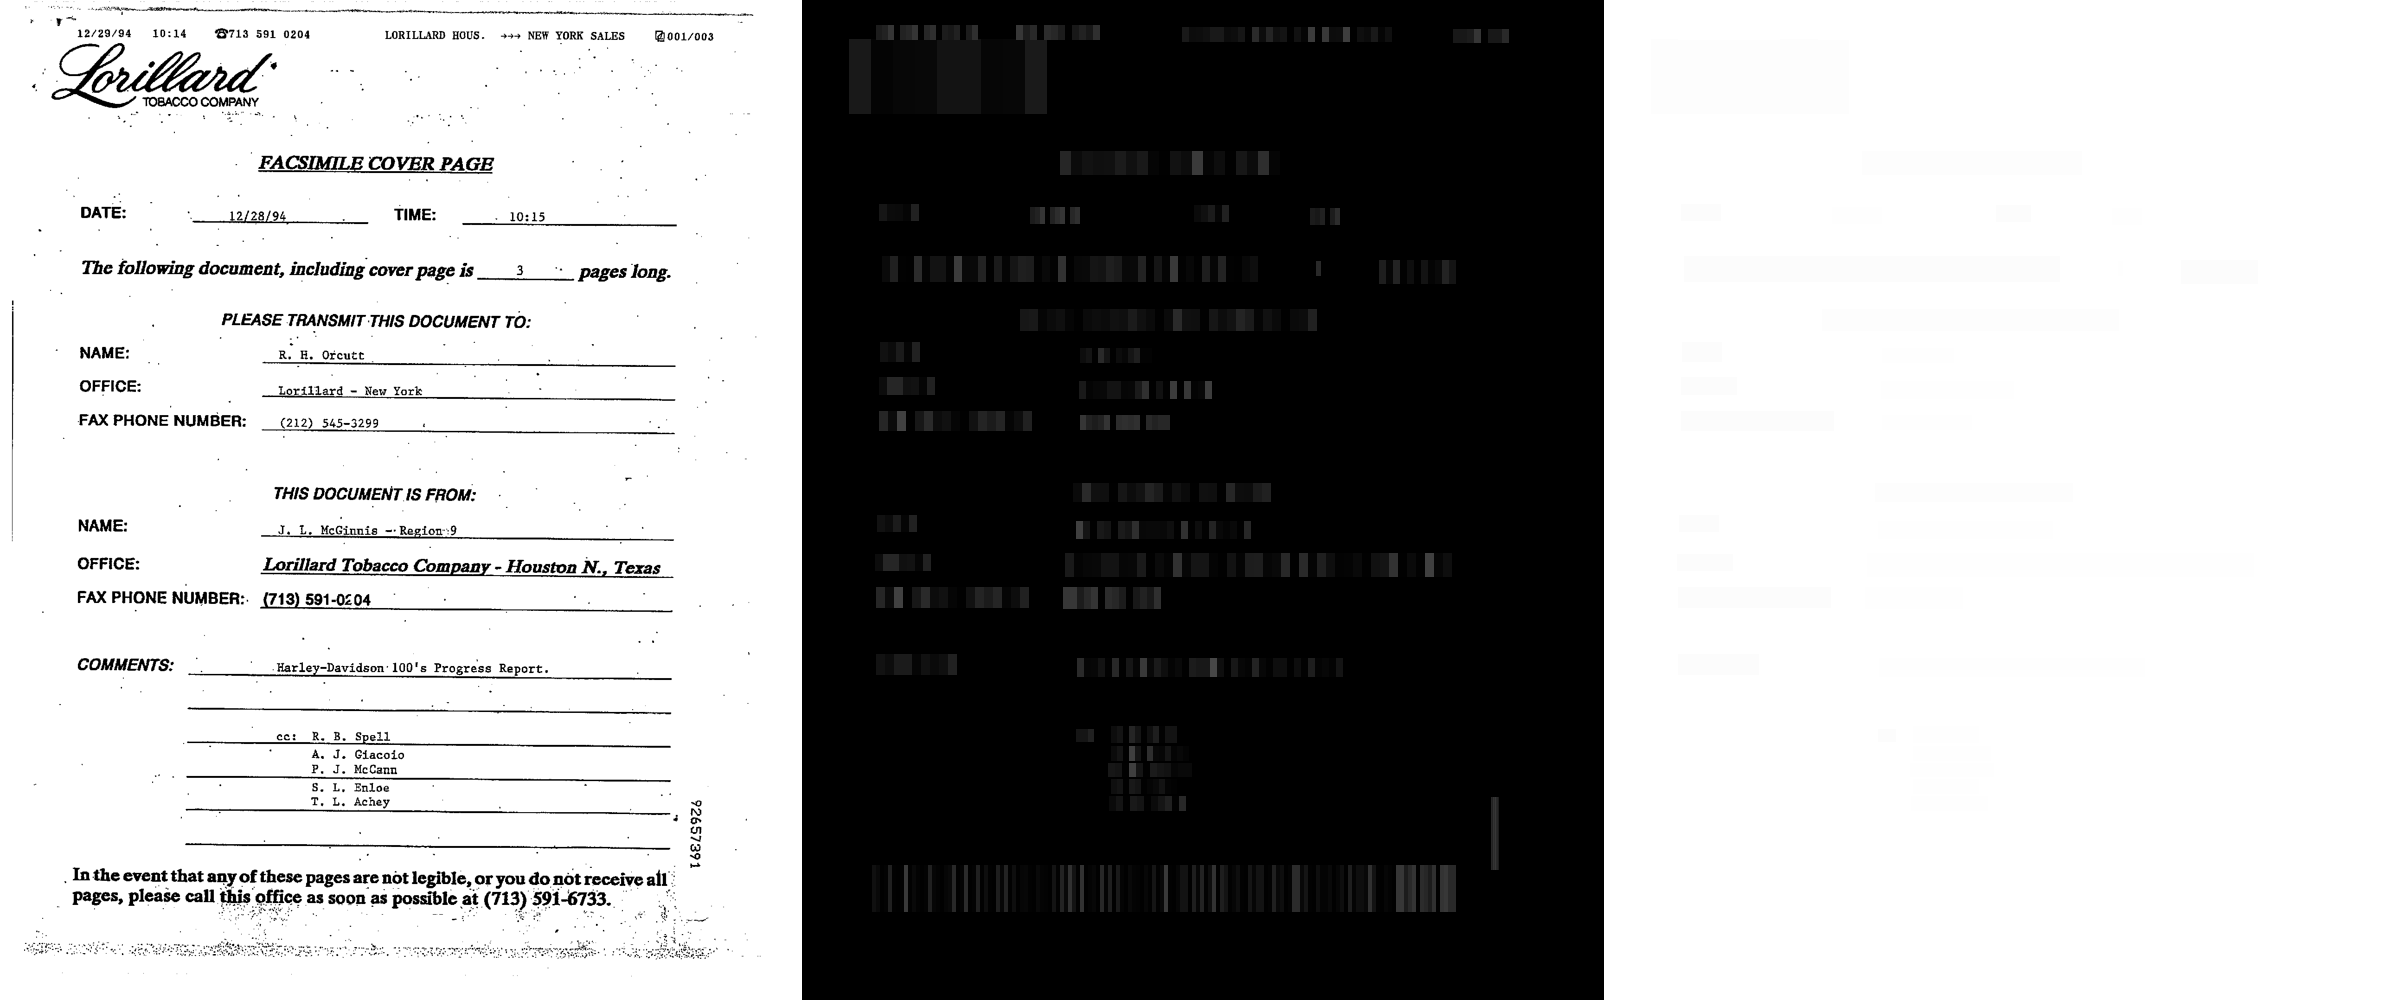 12/29/94 10:14 ☎713 591 0204 LORILLARD HOUS. →→→ NEW YORK SALES 001/003
Lorillard
TOBACCO COMPANY
FACSIMILE COVER PAGE
DATE: 12/28/94 TIME: 10:15
The following document, including cover page is 3 pages long.
PLEASE TRANSMIT THIS DOCUMENT TO:
NAME: R. H. Orcutt
OFFICE: Lorillard - New York
FAX PHONE NUMBER: (212) 545-3299
THIS DOCUMENT IS FROM:
NAME: J. L. McGinnis - Region 9
OFFICE: Lorillard Tobacco Company - Houston N., Texas
FAX PHONE NUMBER: (713) 591-0204
COMMENTS: Harley-Davidson 100's Progress Report.
cc: R. B. Spell
A. J. Giacoio
P. J. McCann
S. L. Enloe
T. L. Achey
92657391
In the event that any of these pages are not legible, or you do not receive all
pages, please call this office as soon as possible at (713) 591-6733.